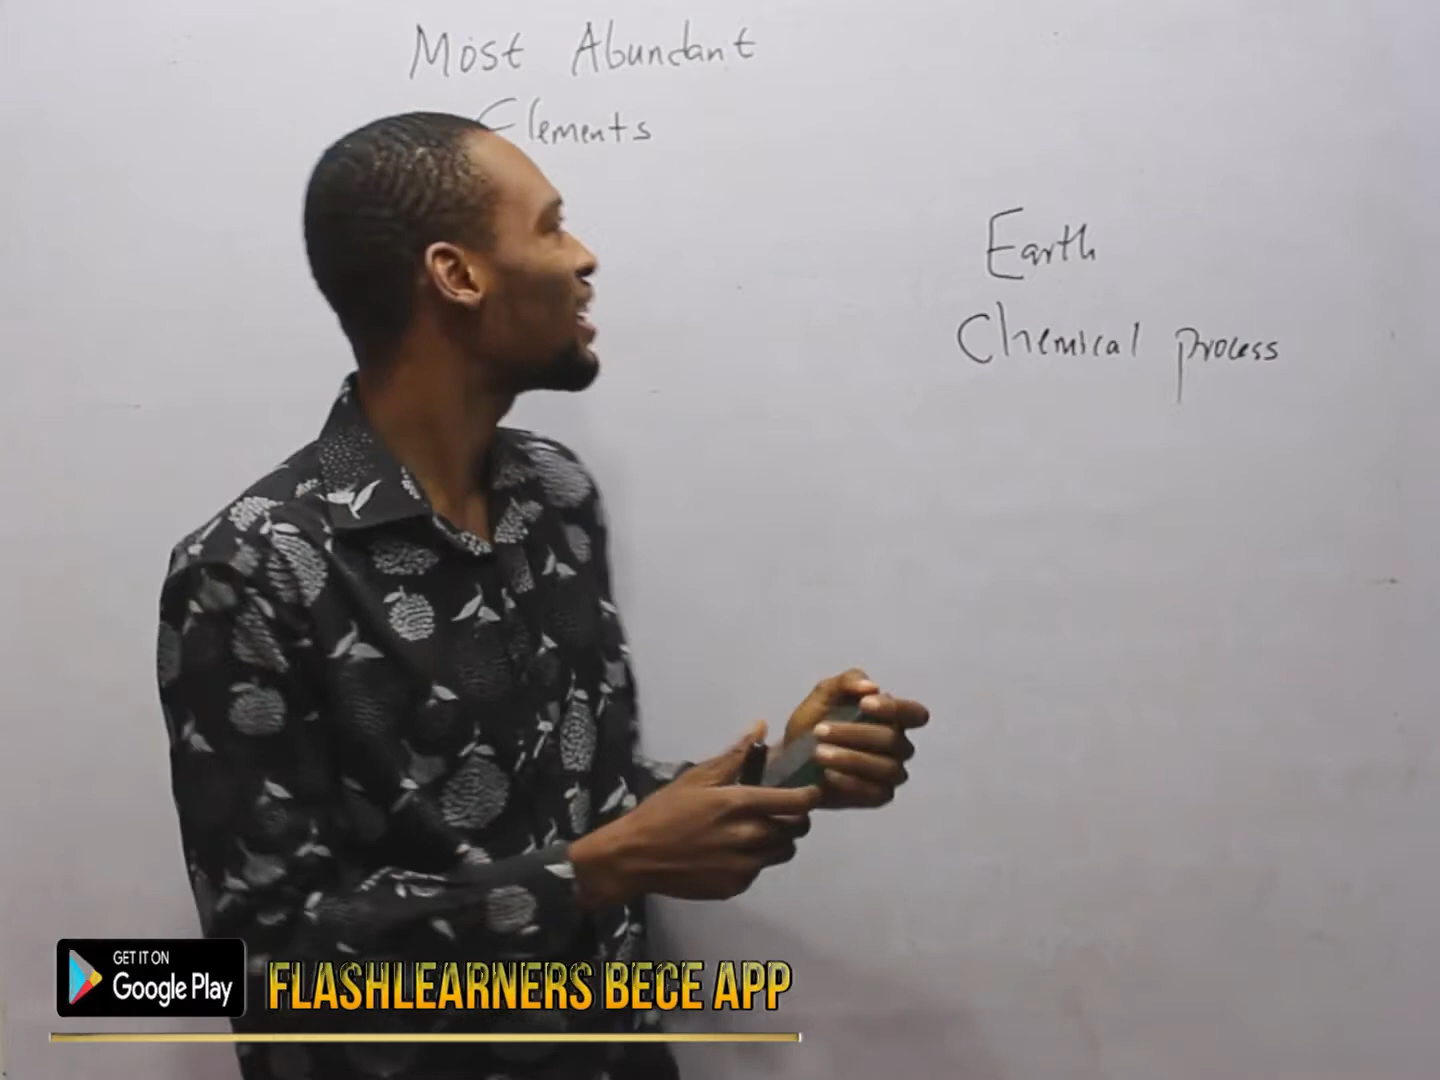 Most Abundant
Elements
Earth
Chemical process
GET IT ON
Google Play
FLASHLEARNERS BECE APP